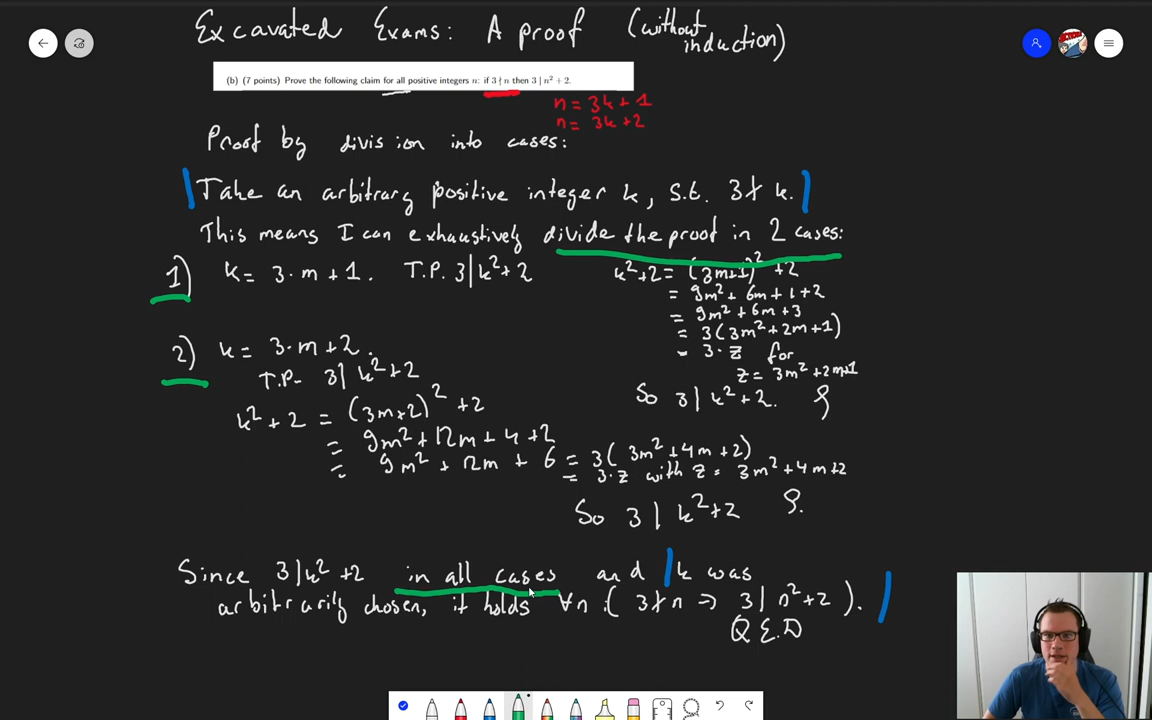 Excavated Exams: A proof (without induction)
(b) (7 points) Prove the following claim for all positive integers n: if 3 ∤ n then 3 | n² + 2.
n = 3k + 1
n = 3k + 2
Proof by division into cases:
Take an arbitrary positive integer k, s.t. 3 ∤ k.
This means I can exhaustively divide the proof in 2 cases:
1) k = 3·m + 1. T.P. 3 | k² + 2
k² + 2 = (3m+1)² + 2
= 9m² + 6m + 1 + 2
= 9m² + 6m + 3
= 3(3m² + 2m + 1)
= 3·z for
z = 3m² + 2m + 1
So 3 | k² + 2.
2) k = 3·m + 2.
T.P. 3 | k² + 2
k² + 2 = (3m+2)² + 2
= 9m² + 12m + 4 + 2
= 9m² + 12m + 6 = 3(3m² + 4m + 2)
= 3·z with z = 3m² + 4m + 2
So 3 | k² + 2
Since 3 | k² + 2 in all cases and k was
arbitrarily chosen, it holds ∀n (3 ∤ n => 3 | n² + 2).
Q.E.D